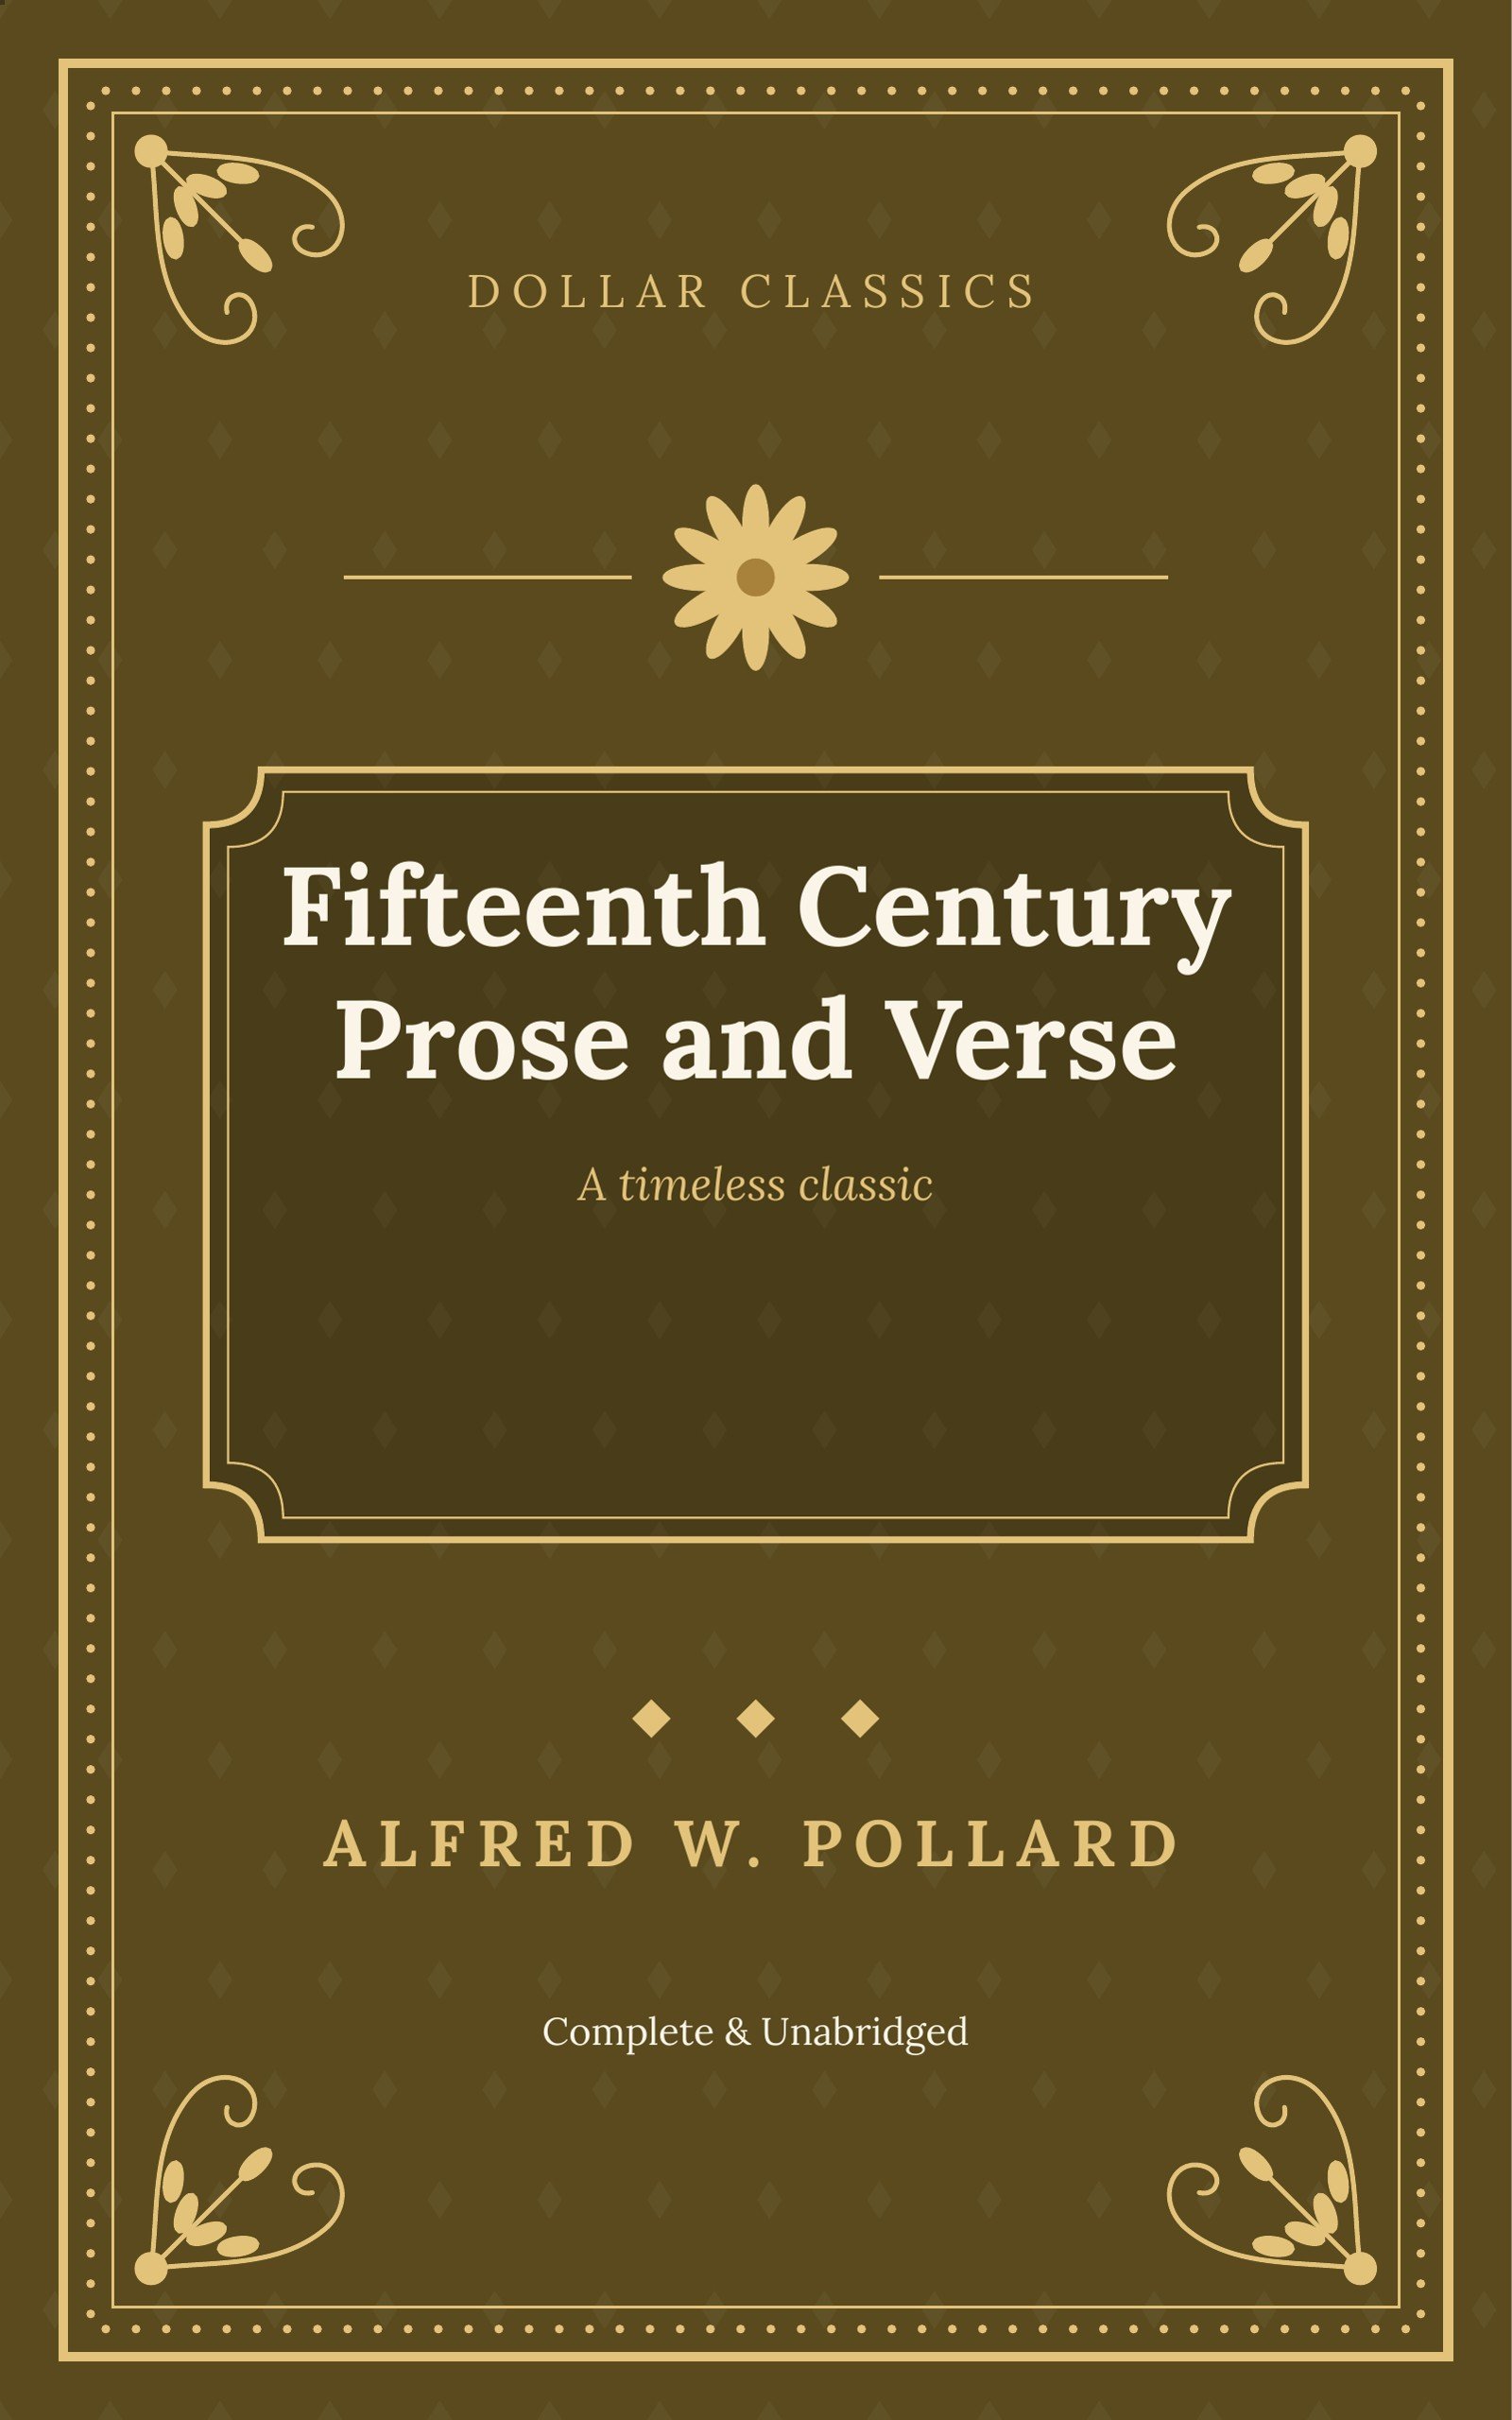 DOLLAR CLASSICS
Fifteenth Century
Prose and Verse
A timeless classic
ALFRED W. POLLARD
Complete & Unabridged